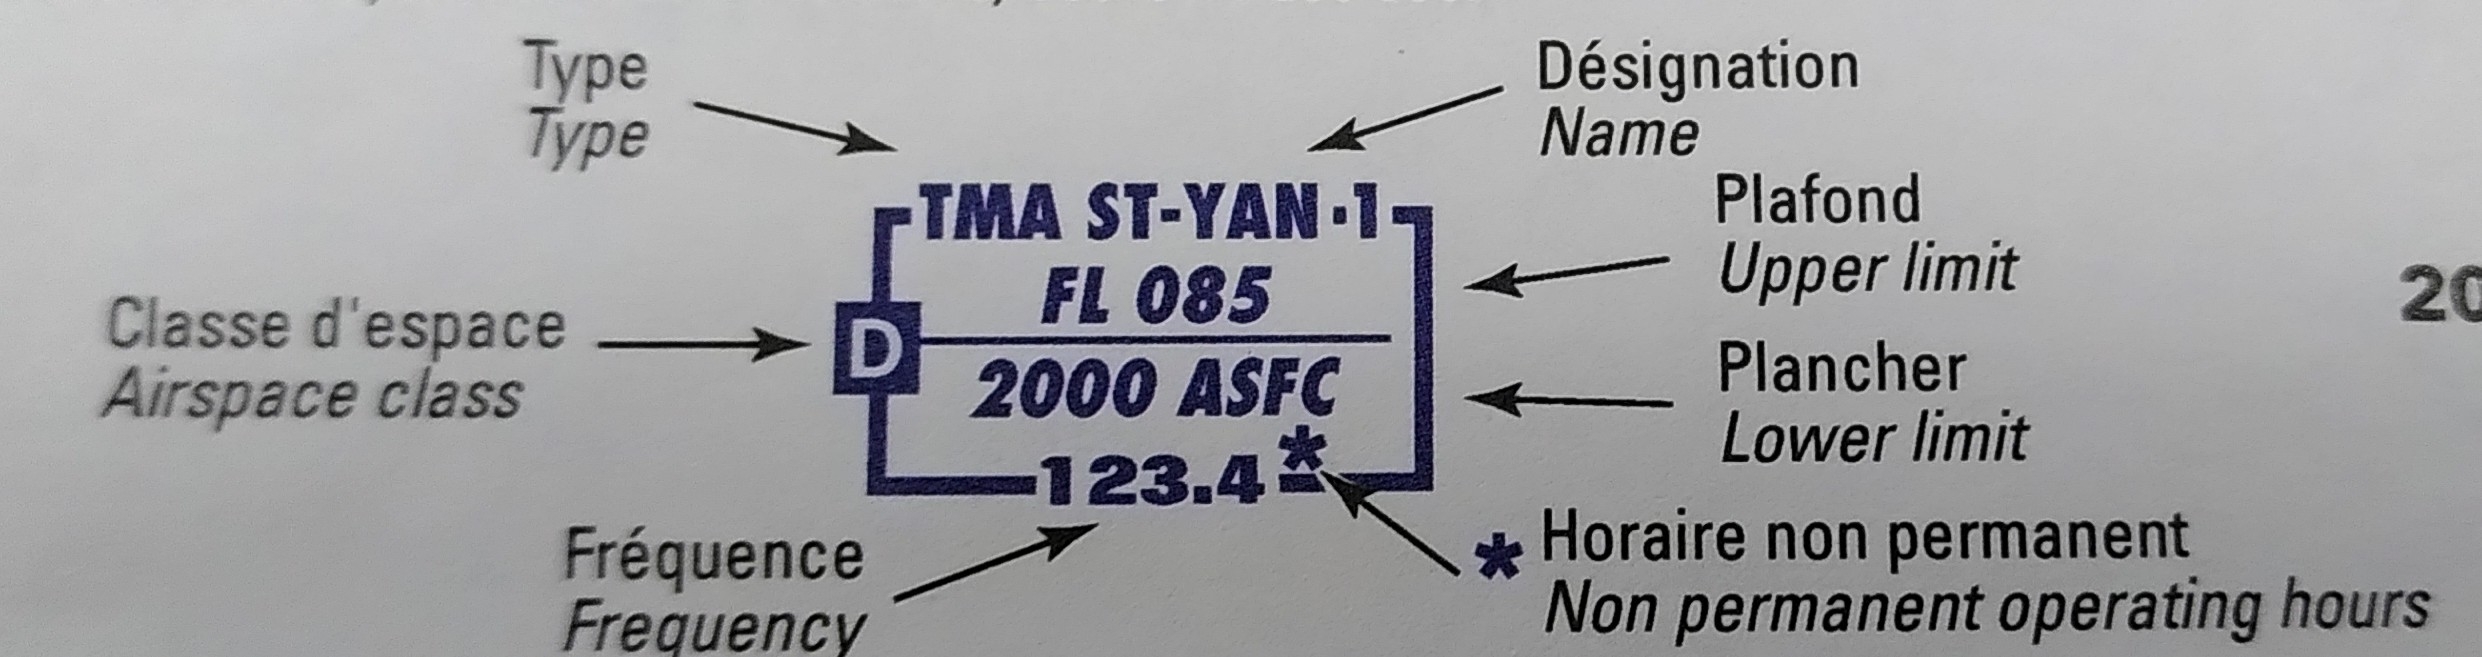 Type
Type
Désignation
Name
TMA ST-YAN·1
Plafond
Upper limit
FL 085
20
Classe d'espace
Airspace class
D
2000 ASFC
Plancher
Lower limit
123.4*
Fréquence
Frequency
* Horaire non permanent
Non permanent operating hours